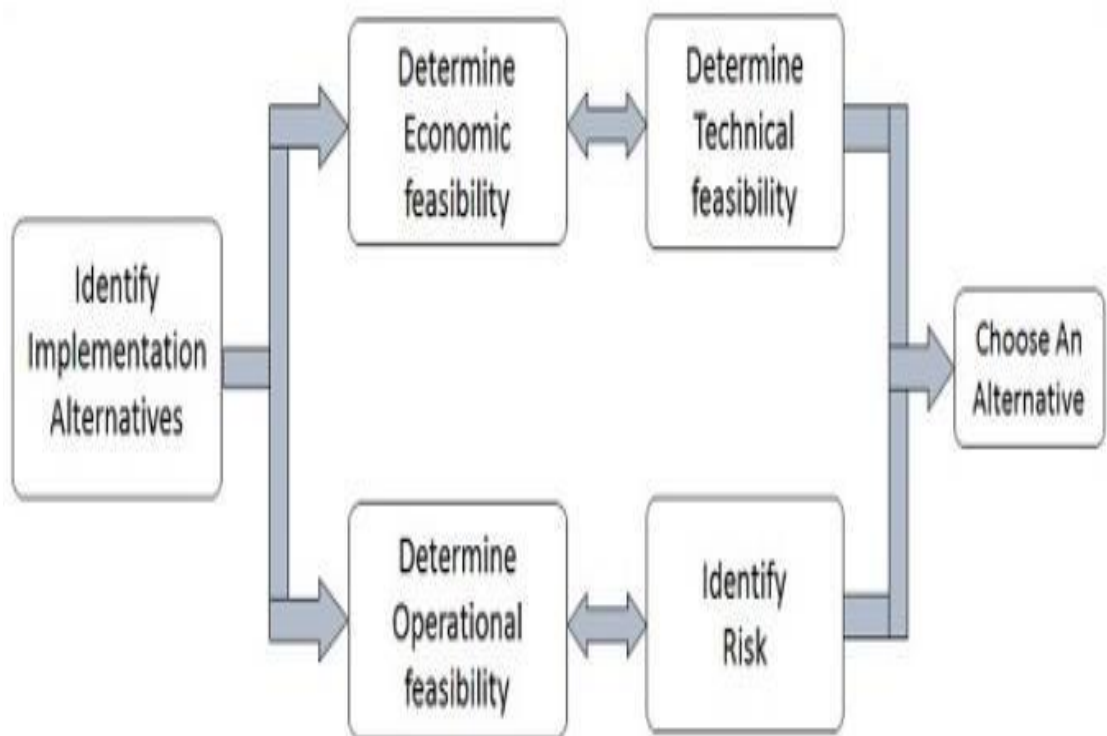 Identify
Implementation
Alternatives
Determine
Economic
feasibility
Determine
Technical
feasibility
Determine
Operational
feasibility
Identify
Risk
Choose An
Alternative